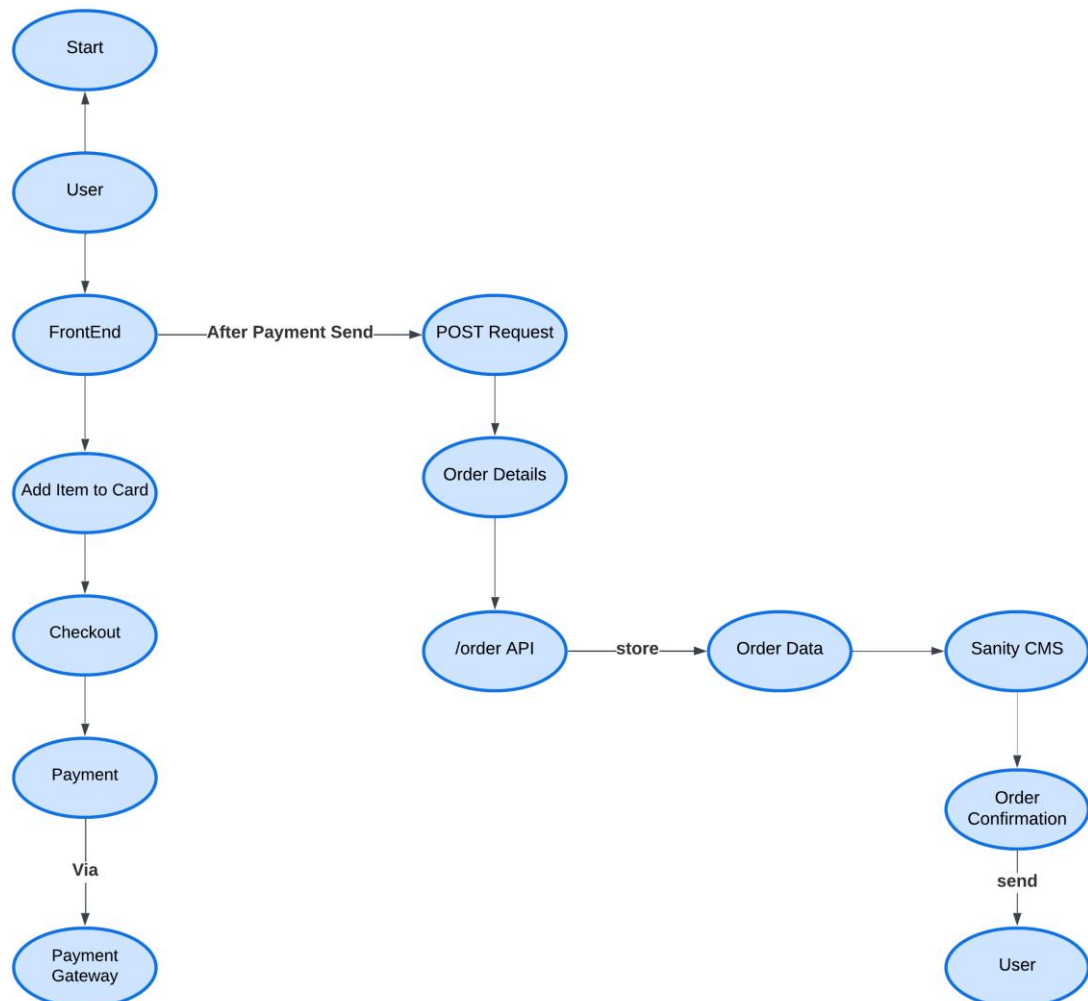 Start
User
FrontEnd
After Payment Send
POST Request
Order Details
Add Item to Card
Checkout
/order API
store
Order Data
Sanity CMS
Payment
Order
Confirmation
Via
send
Payment
Gateway
User